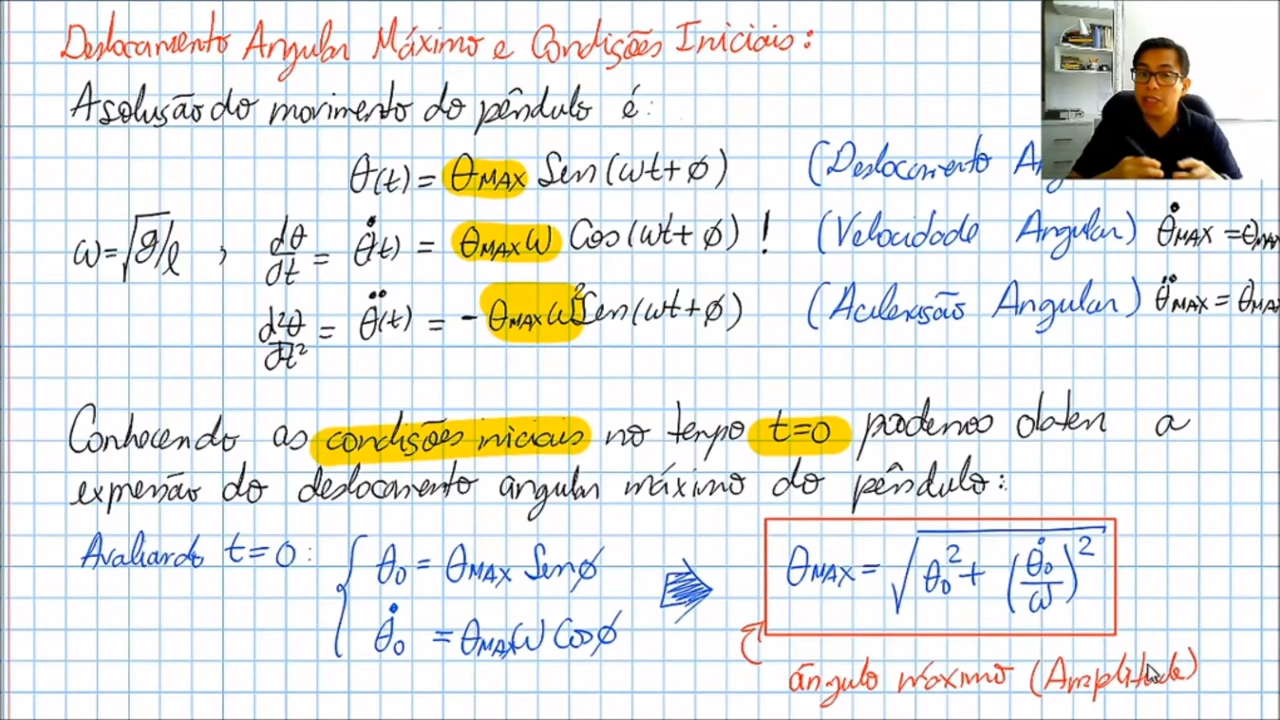 Deslocamento Angular Máximo e Condições Iniciais:
A solução do movimento do pêndulo é:
θ(t) = θMAX Sen(ωt+φ) (Deslocamento
ω=√g/l ; dθ/dt = θ̇(t) = θMAX ω Cos(ωt+φ) ! (Velocidade Angular) θ̇MAX = θMAX
d²θ/dt² = θ̈(t) = -θMAX ω² Sen(ωt+φ) (Aceleração Angular) θ̈MAX = θMAX
Conhecendo as condições iniciais no tempo t=0 podemos obter a
expressão do deslocamento angular máximo do pêndulo:
Avaliando t=0: { θ₀ = θMAX Senφ
θ̇₀ = θMAX ω Cosφ
θMAX = √θ₀² + (θ̇₀/ω)²
ângulo máximo (Amplitude)